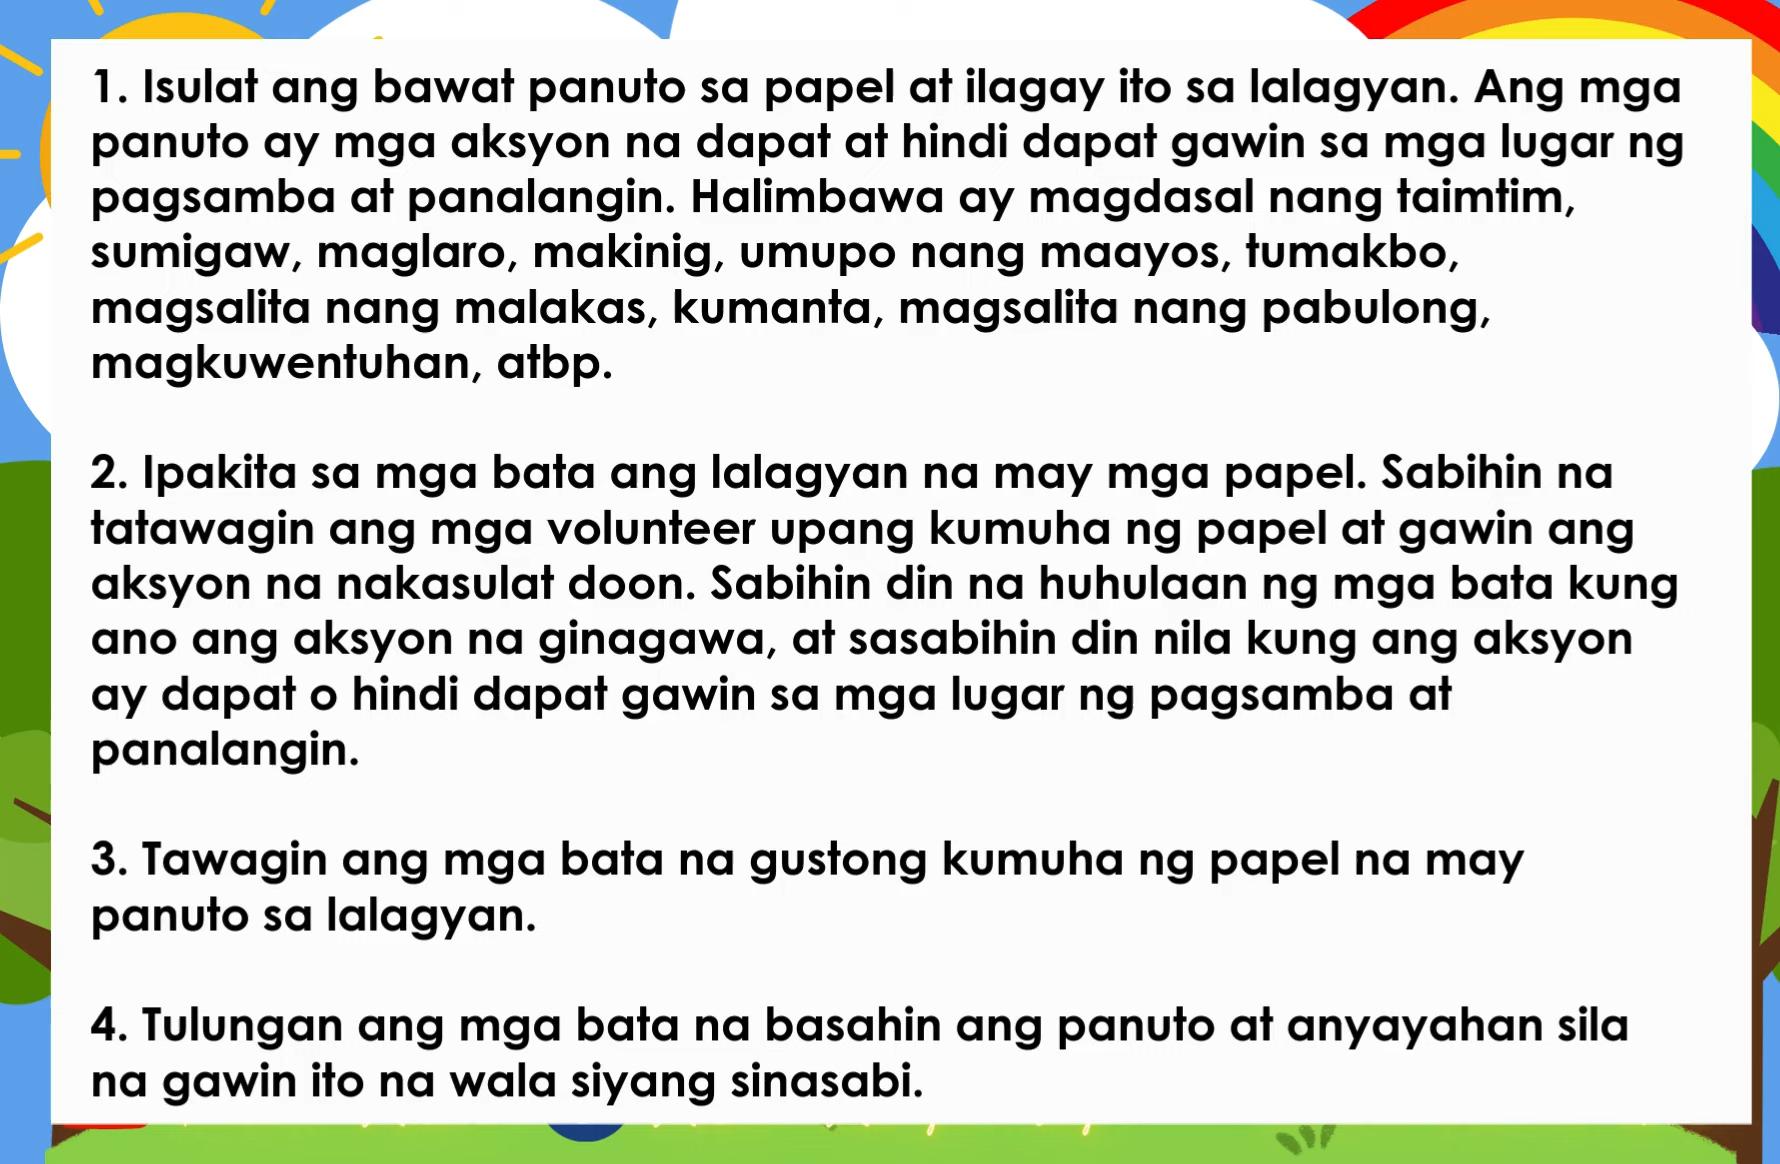 1. Isulat ang bawat panuto sa papel at ilagay ito sa lalagyan. Ang mga
panuto ay mga aksyon na dapat at hindi dapat gawin sa mga lugar ng
pagsamba at panalangin. Halimbawa ay magdasal nang taimtim,
sumigaw, maglaro, makinig, umupo nang maayos, tumakbo,
magsalita nang malakas, kumanta, magsalita nang pabulong,
magkuwentuhan, atbp.
2. Ipakita sa mga bata ang lalagyan na may mga papel. Sabihin na
tatawagin ang mga volunteer upang kumuha ng papel at gawin ang
aksyon na nakasulat doon. Sabihin din na huhulaan ng mga bata kung
ano ang aksyon na ginagawa, at sasabihin din nila kung ang aksyon
ay dapat o hindi dapat gawin sa mga lugar ng pagsamba at
panalangin.
3. Tawagin ang mga bata na gustong kumuha ng papel na may
panuto sa lalagyan.
4. Tulungan ang mga bata na basahin ang panuto at anyayahan sila
na gawin ito na wala siyang sinasabi.